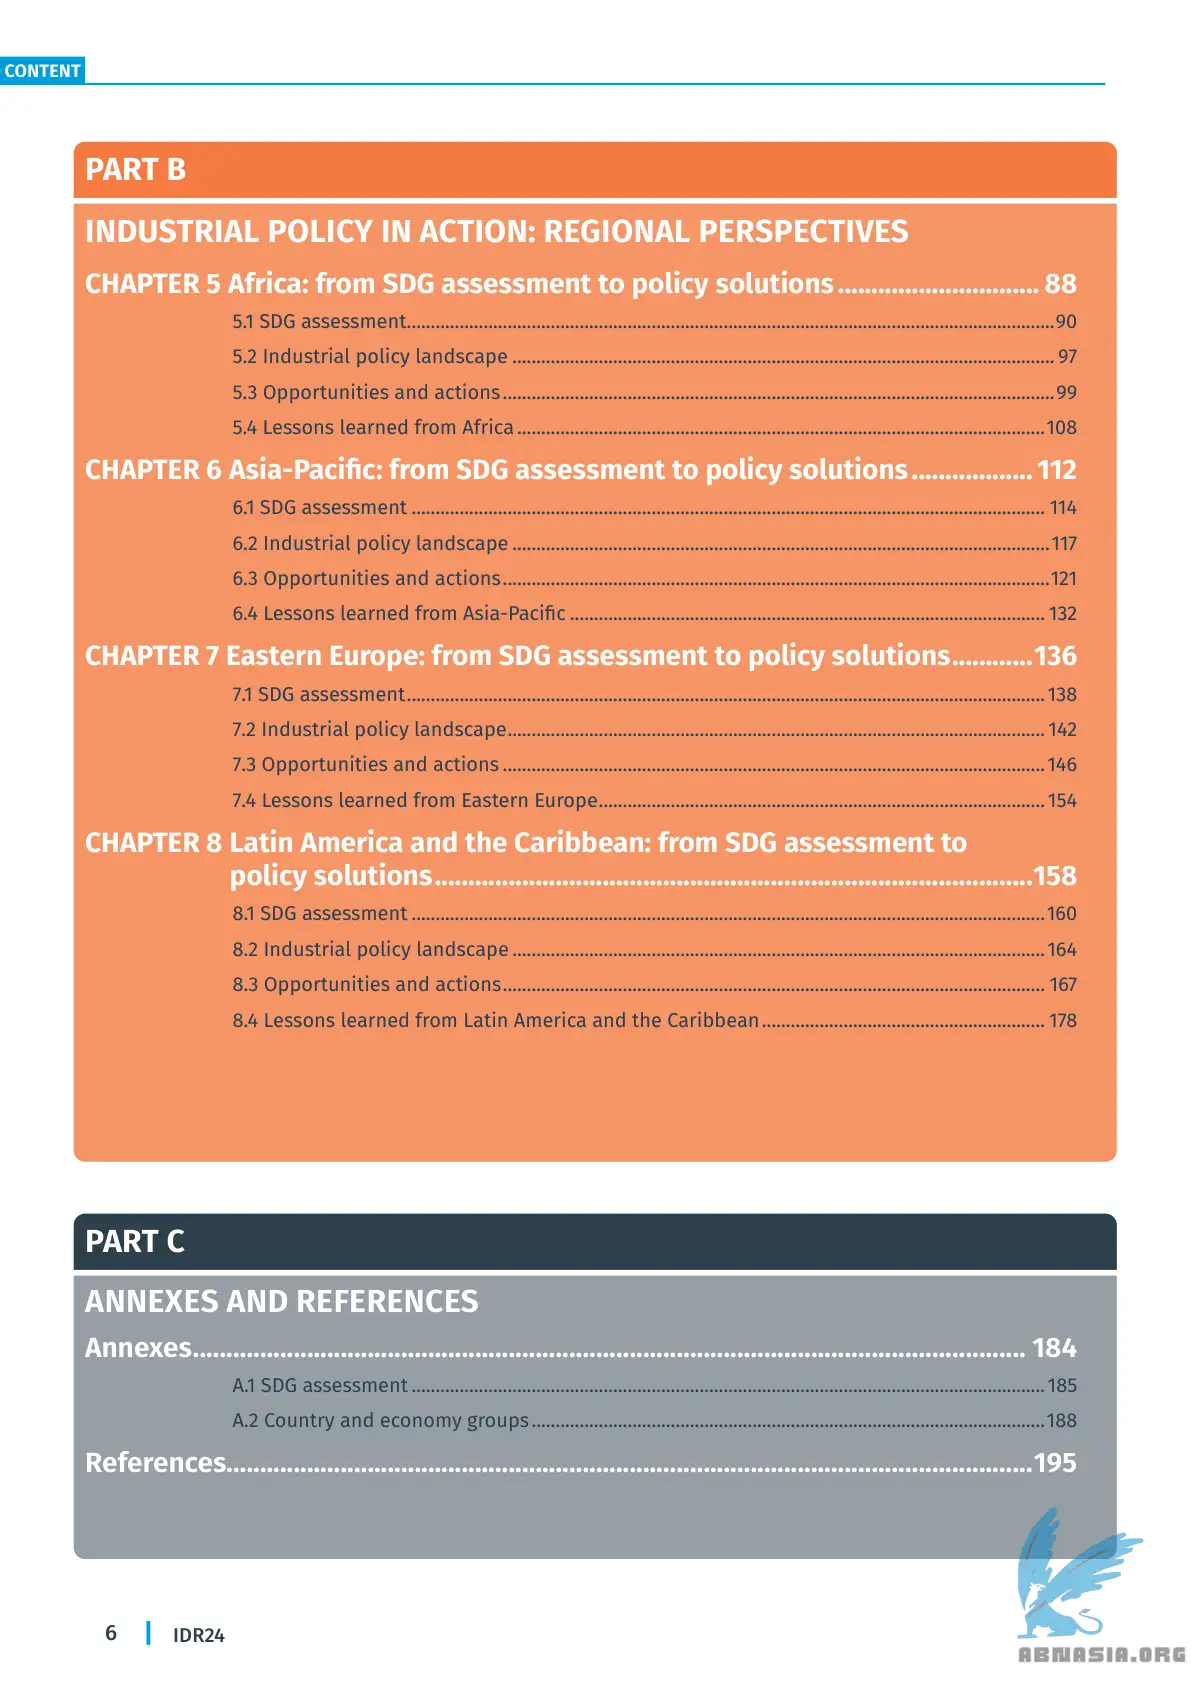 CONTENT
PART B
INDUSTRIAL POLICY IN ACTION: REGIONAL PERSPECTIVES
CHAPTER 5 Africa: from SDG assessment to policy solutions .............................. 88
5.1 SDG assessment.......................................................................................................................................90
5.2 Industrial policy landscape ................................................................................................................. 97
5.3 Opportunities and actions...................................................................................................................99
5.4 Lessons learned from Africa ..............................................................................................................108
CHAPTER 6 Asia-Pacific: from SDG assessment to policy solutions .................. 112
6.1 SDG assessment .................................................................................................................................... 114
6.2 Industrial policy landscape ................................................................................................................117
6.3 Opportunities and actions..................................................................................................................121
6.4 Lessons learned from Asia-Pacific ................................................................................................... 132
CHAPTER 7 Eastern Europe: from SDG assessment to policy solutions............136
7.1 SDG assessment.....................................................................................................................................138
7.2 Industrial policy landscape................................................................................................................142
7.3 Opportunities and actions .................................................................................................................146
7.4 Lessons learned from Eastern Europe.............................................................................................154
CHAPTER 8 Latin America and the Caribbean: from SDG assessment to
policy solutions.........................................................................................158
8.1 SDG assessment ....................................................................................................................................160
8.2 Industrial policy landscape ...............................................................................................................164
8.3 Opportunities and actions................................................................................................................. 167
8.4 Lessons learned from Latin America and the Caribbean........................................................... 178
PART C
ANNEXES AND REFERENCES
Annexes............................................................................................................................ 184
A.1 SDG assessment ....................................................................................................................................185
A.2 Country and economy groups...........................................................................................................188
References........................................................................................................................195
6 | IDR24
ABNASIA.ORG